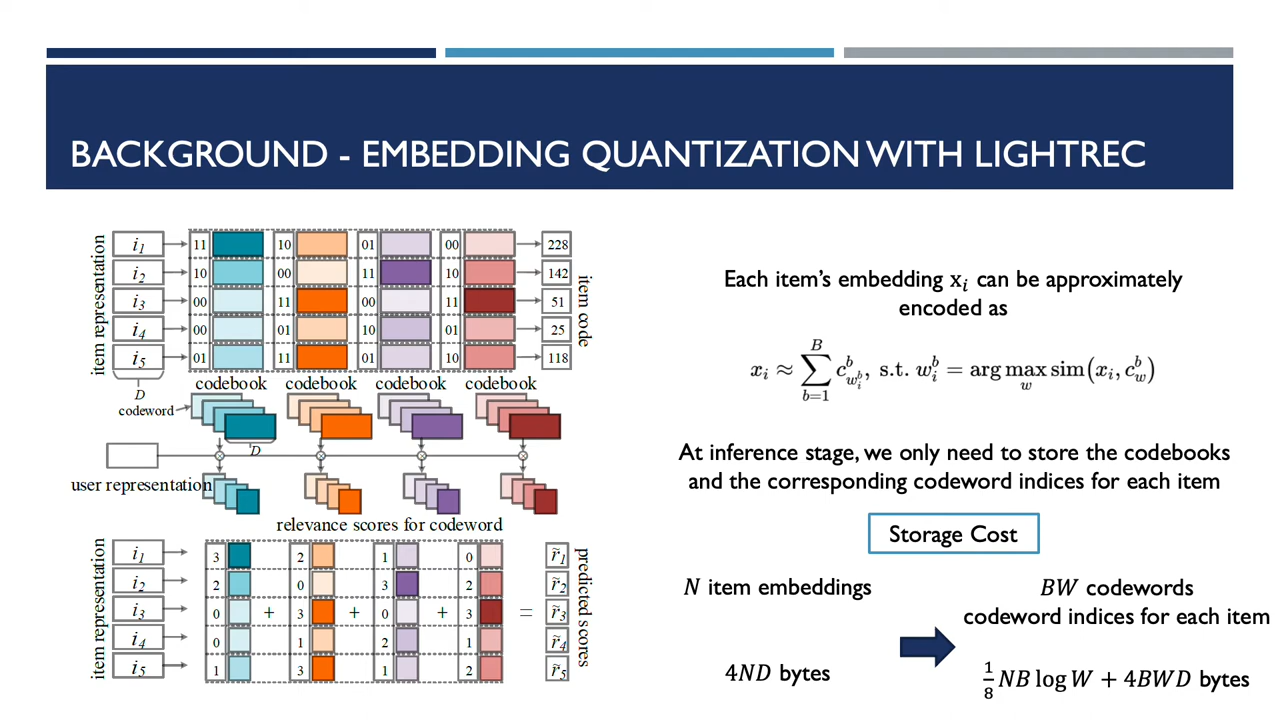 BACKGROUND - EMBEDDING QUANTIZATION WITH LIGHTREC
item representation
i1 11 10 01 00 228
i2 10 00 11 10 142
i3 00 11 00 11 51
i4 00 01 10 01 25
i5 01 11 01 10 118
item code
D
codebook codebook codebook codebook
codeword
D
user representation
relevance scores for codeword
item representation
i1 3 2 1 0 r̃1
i2 2 0 3 2 r̃2
i3 0 + 3 + 0 + 3 = r̃3
i4 0 1 2 1 r̃4
i5 1 3 1 2 r̃5
predicted scores
Each item's embedding xi can be approximately
encoded as
xi ≈ ∑_{b=1}^{B} c^b_{w_i^b}, s.t. w_i^b = arg max_w sim(xi, c_w^b)
At inference stage, we only need to store the codebooks
and the corresponding codeword indices for each item
Storage Cost
N item embeddings
4ND bytes
BW codewords
codeword indices for each item
1/8 NB log W + 4BWD bytes